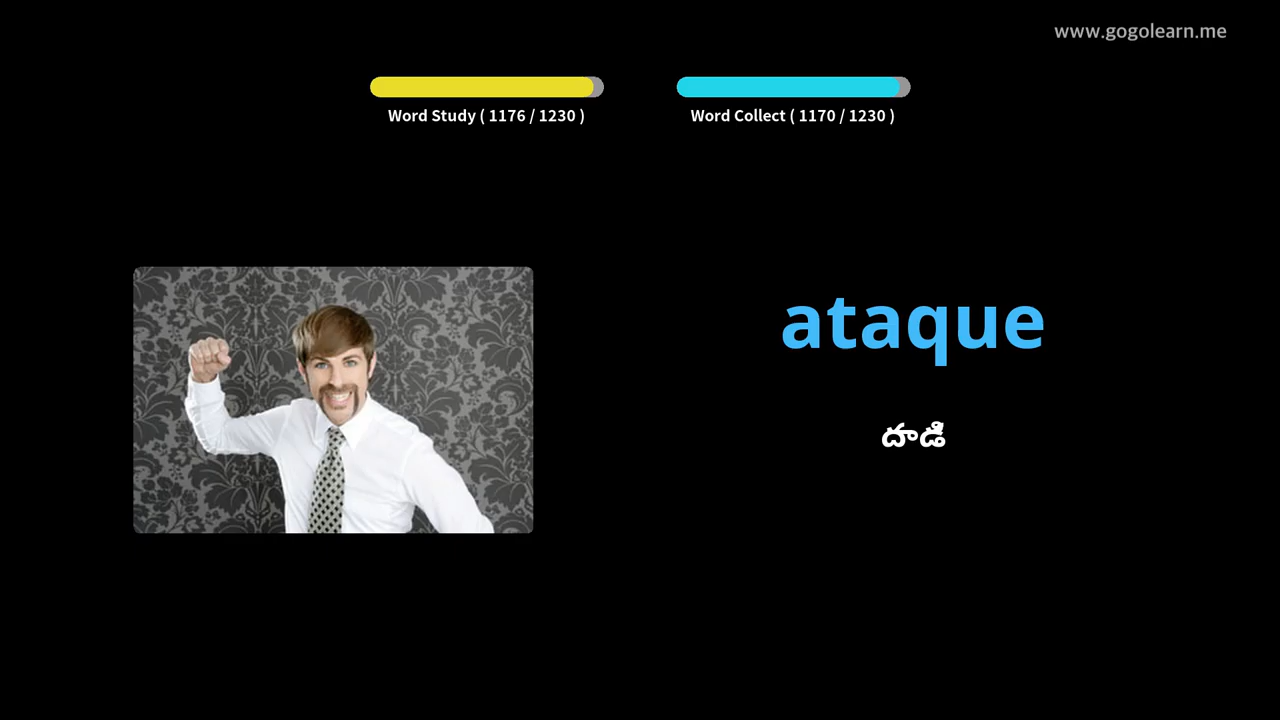 www.gogolearn.me
Word Study ( 1176 / 1230 )
Word Collect ( 1170 / 1230 )
ataque
దాడి